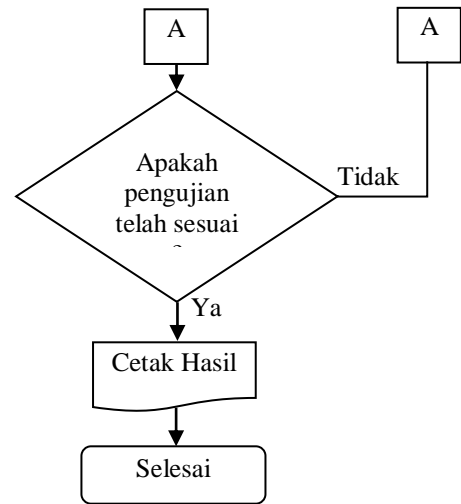 A
A
Apakah
pengujian
telah sesuai
Tidak
Ya
Cetak Hasil
Selesai